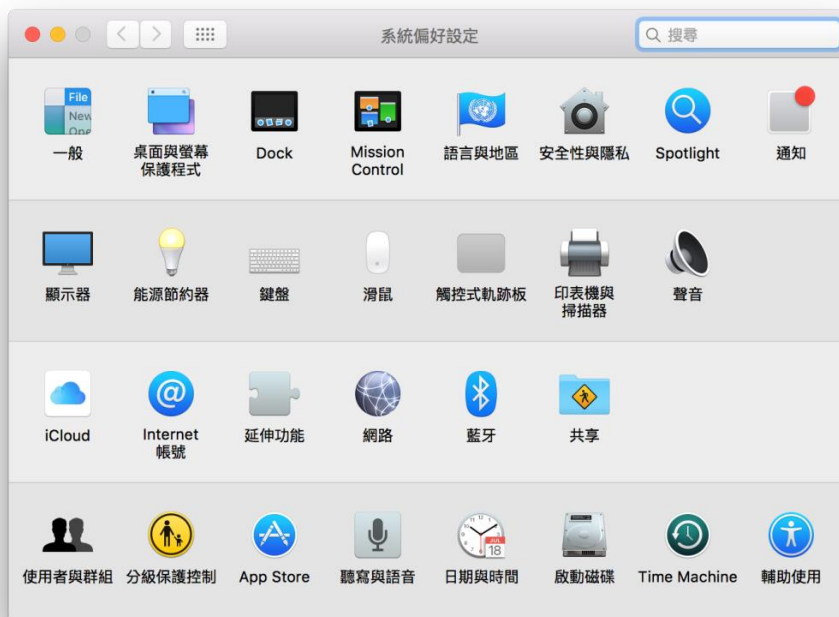 系統偏好設定
搜尋
File
New
Ope
一般
桌面與螢幕
保護程式
Dock
Mission
Control
語言與地區
安全性與隱私
Spotlight
通知
顯示器
能源節約器
鍵盤
滑鼠
觸控式軌跡板
印表機與
掃描器
聲音
iCloud
Internet
帳號
延伸功能
網路
藍牙
共享
JUL
18
使用者與群組
分級保護控制
App Store
聽寫與語音
日期與時間
啟動磁碟
Time Machine
輔助使用